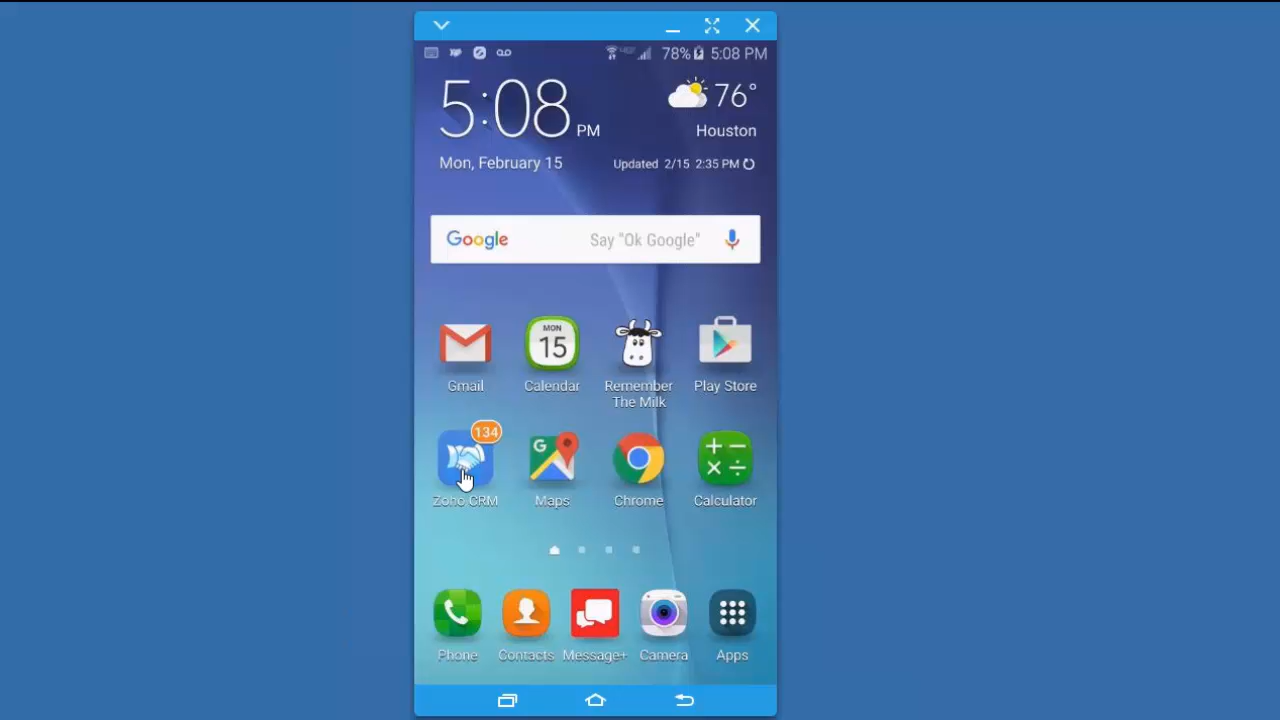 78% 5:08 PM
5:08 PM
76°
Houston
Mon, February 15
Updated 2/15 2:35 PM
Google
Say "Ok Google"
MON
15
Gmail
Calendar
Remember
The Milk
Play Store
134
G
Zoho CRM
Maps
Chrome
Calculator
Phone
Contacts
Message+
Camera
Apps